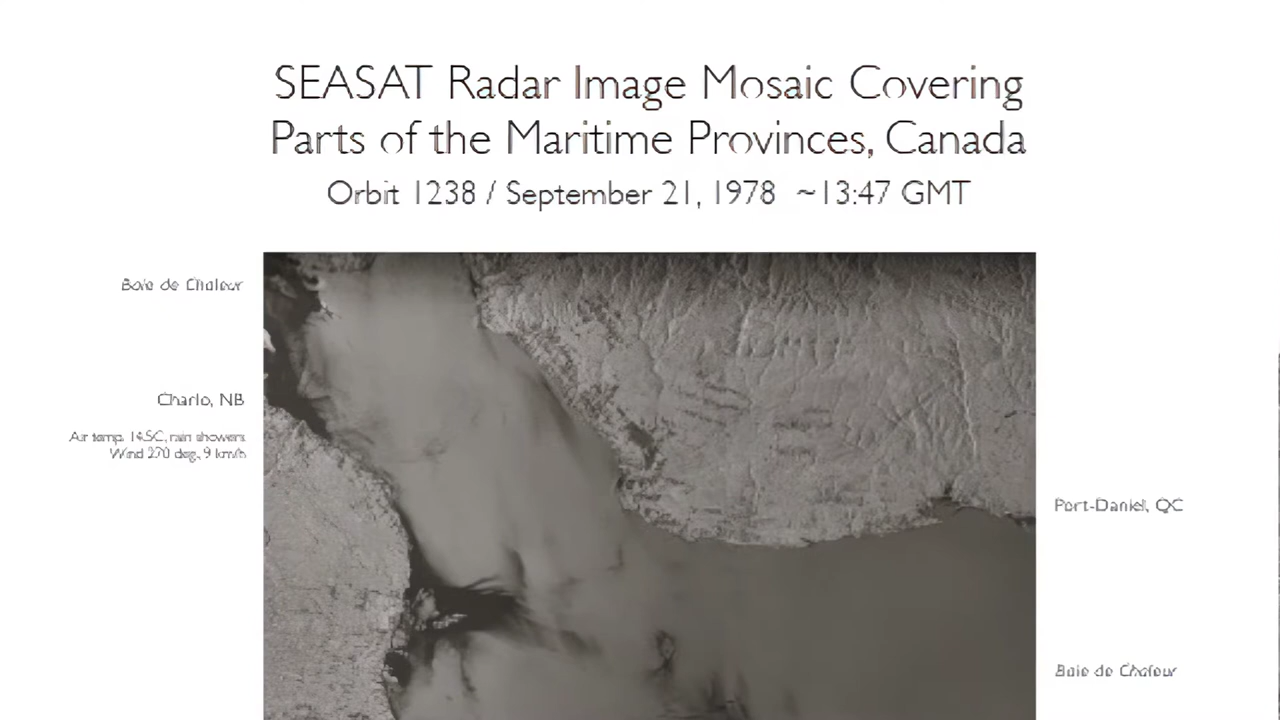 SEASAT Radar Image Mosaic Covering
Parts of the Maritime Provinces, Canada
Orbit 1238 / September 21, 1978 ~13:47 GMT
Baie de Chaleur
Charlo, NB
Air temp. 14.5C, rain showers
Wind 270 deg., 9 km/h
Port-Daniel, QC
Baie de Chaleur